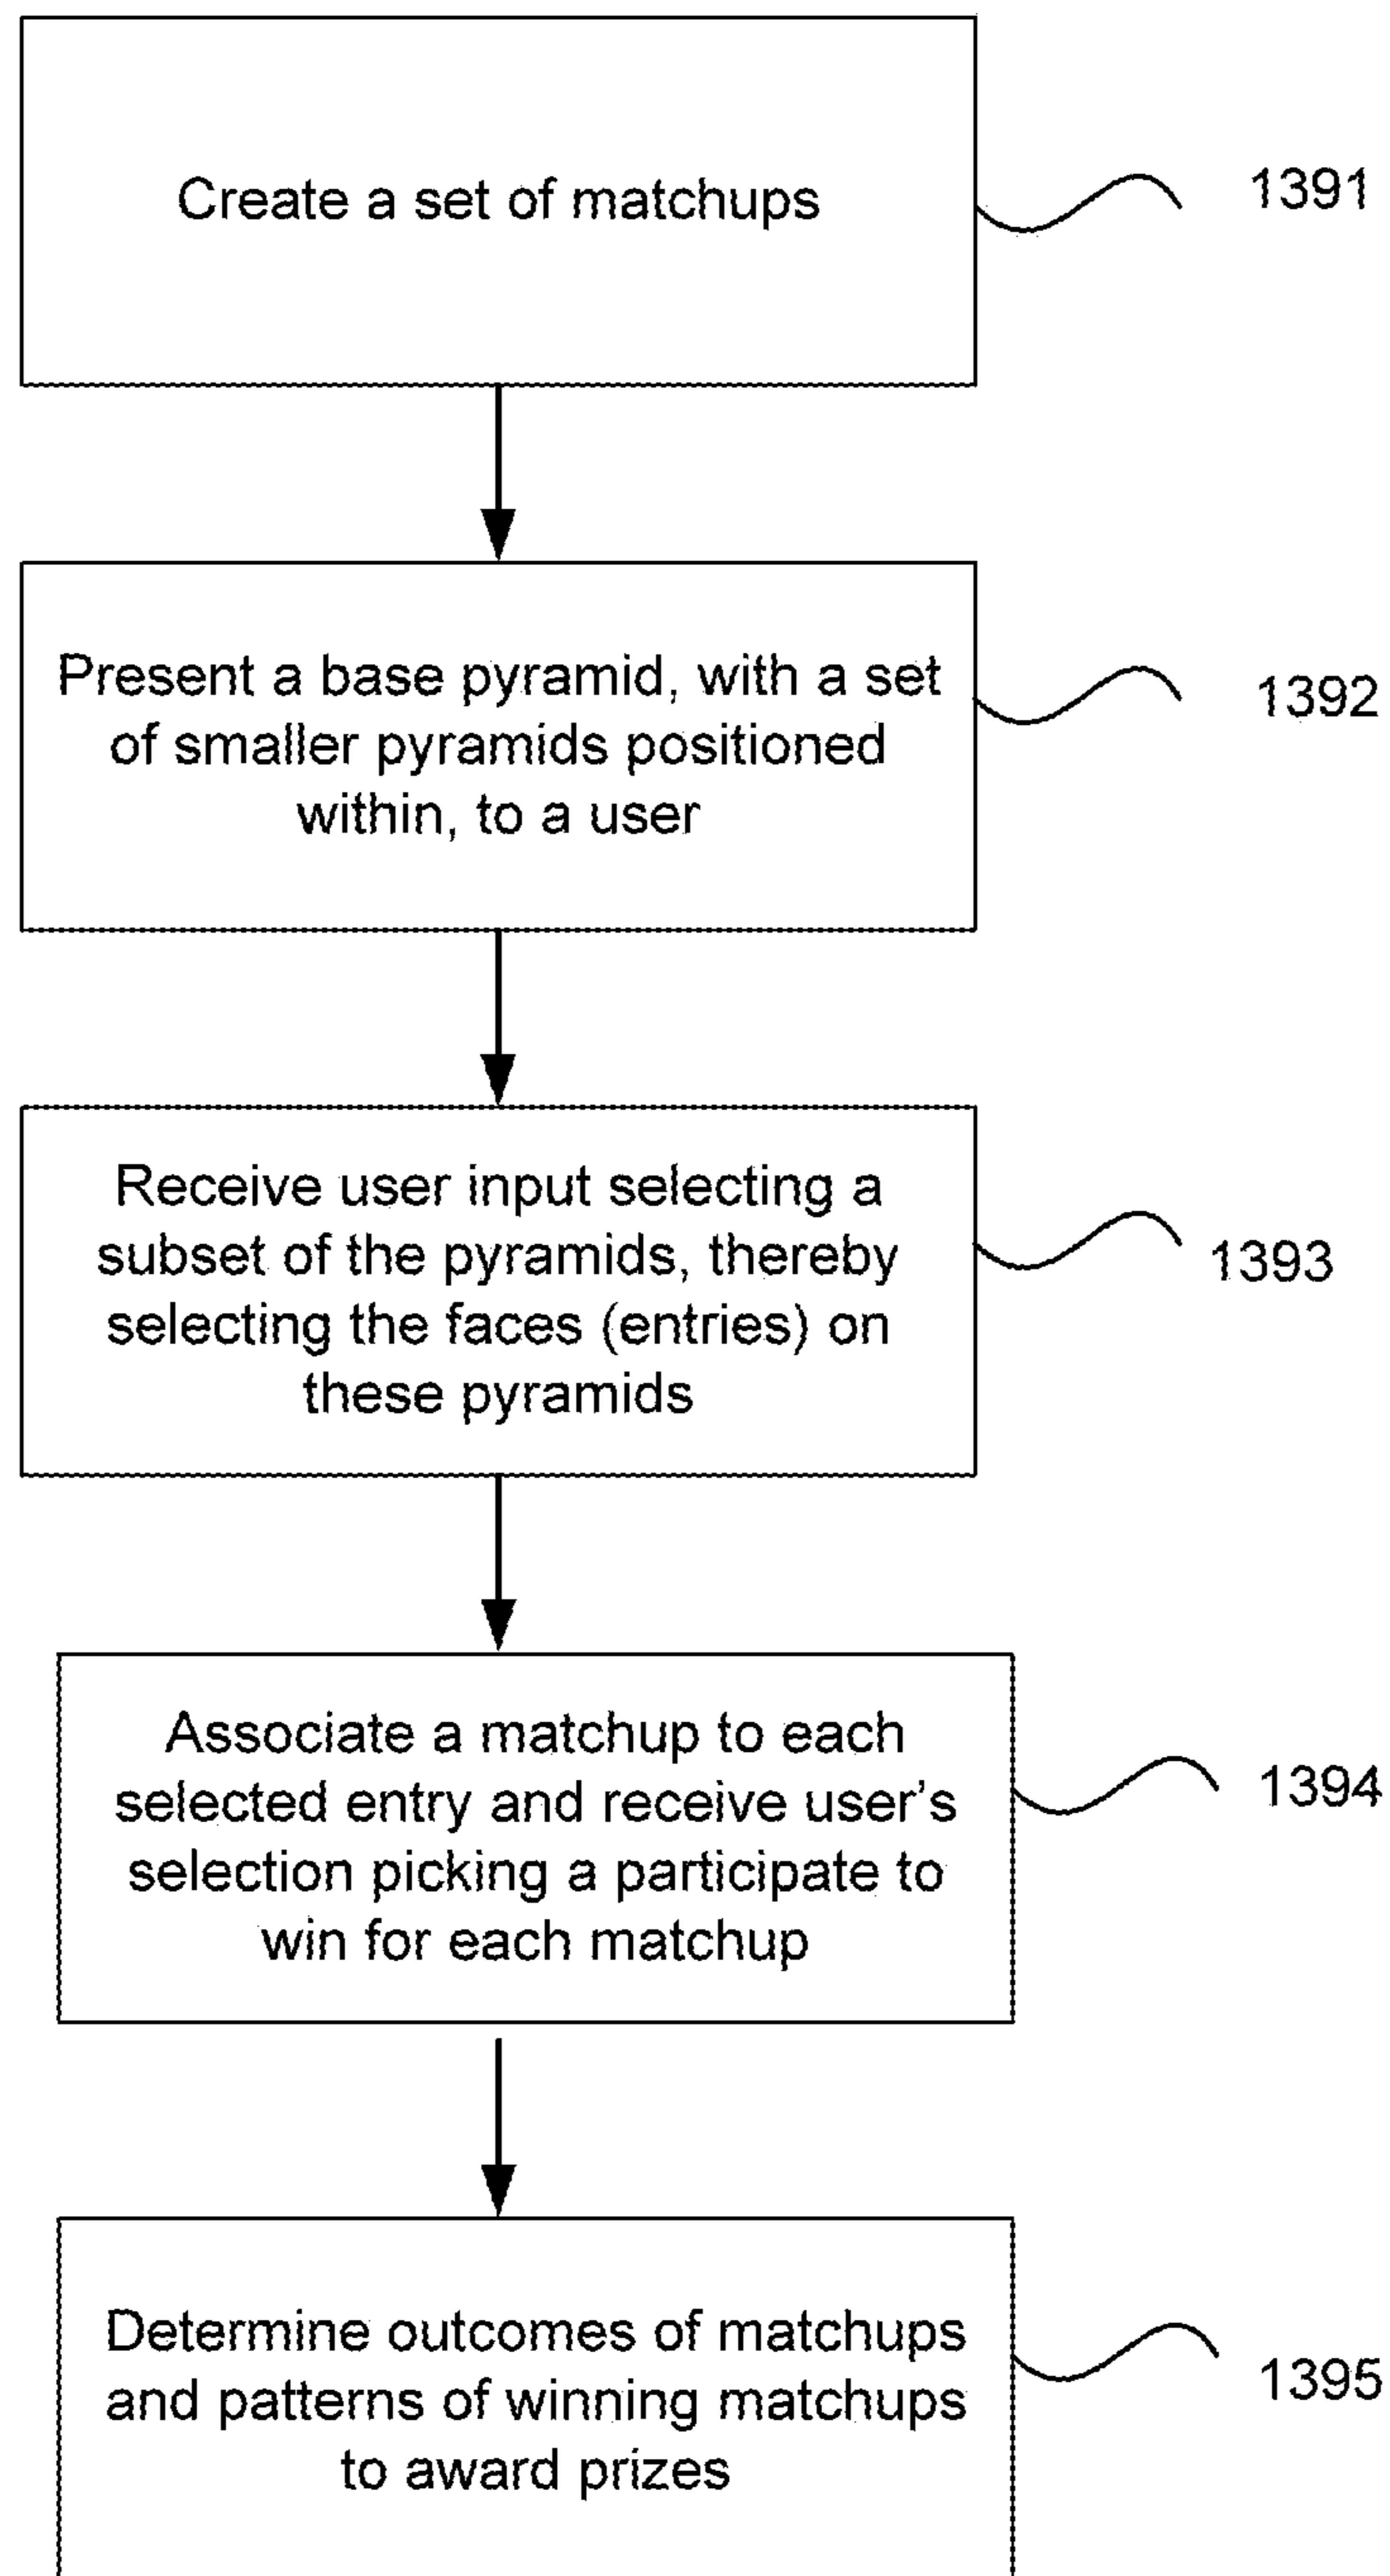 Create a set of matchups
1391
Present a base pyramid, with a set
of smaller pyramids positioned
within, to a user
1392
Receive user input selecting a
subset of the pyramids, thereby
selecting the faces (entries) on
these pyramids
1393
Associate a matchup to each
selected entry and receive user's
selection picking a participate to
win for each matchup
1394
Determine outcomes of matchups
and patterns of winning matchups
to award prizes
1395